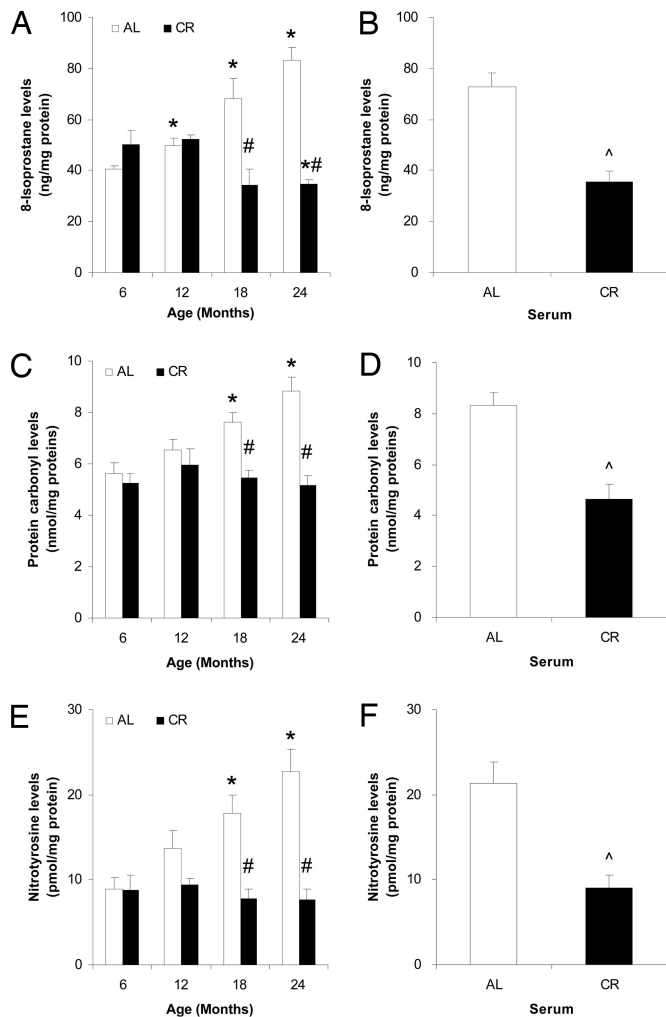 A
AL CR
8-Isoprostane levels
(ng/mg protein)
100
80
60
40
20
0
* * * # *#
6 12 18 24
Age (Months)
B
8-Isoprostane levels
(ng/mg protein)
100
80
60
40
20
0
^
AL CR
Serum
C
AL CR
Protein carbonyl levels
(nmol/mg proteins)
10
8
6
4
2
0
* # * #
6 12 18 24
Age (Months)
D
Protein carbonyl levels
(nmol/mg proteins)
10
8
6
4
2
0
^
AL CR
Serum
E
AL CR
Nitrotyrosine levels
(pmol/mg protein)
30
20
10
0
* # * #
6 12 18 24
Age (Months)
F
Nitrotyrosine levels
(pmol/mg protein)
30
20
10
0
^
AL CR
Serum